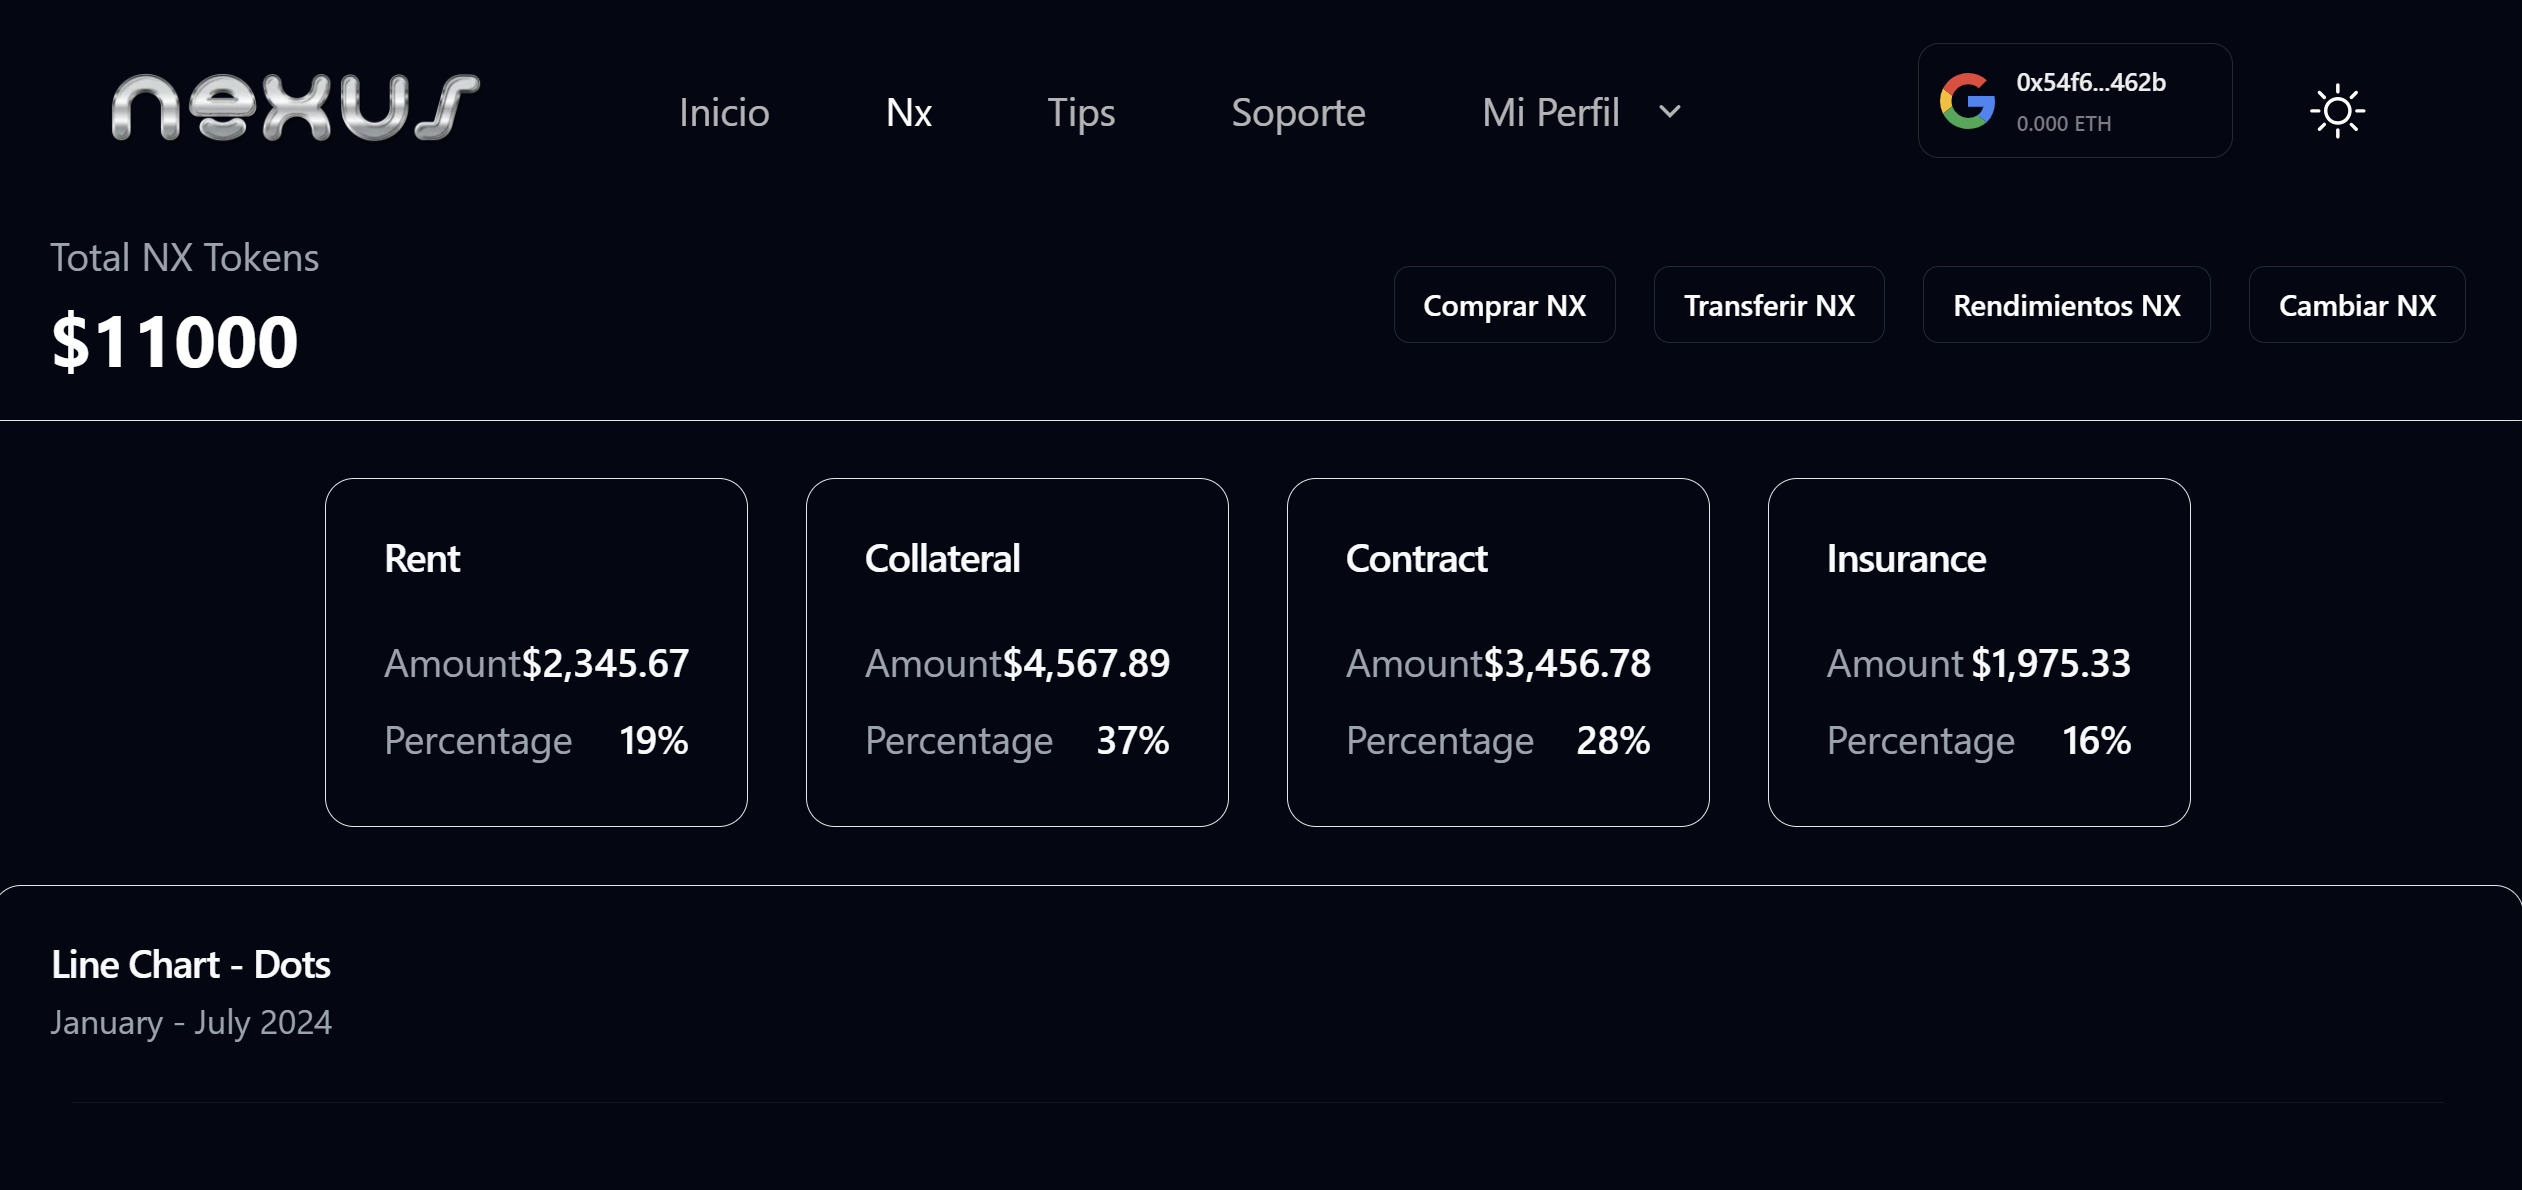 nexus
Inicio Nx Tips Soporte Mi Perfil
0x54f6...462b
0.000 ETH
Total NX Tokens
$11000
Comprar NX Transferir NX Rendimientos NX Cambiar NX
Rent
Amount $2,345.67
Percentage 19%
Collateral
Amount $4,567.89
Percentage 37%
Contract
Amount $3,456.78
Percentage 28%
Insurance
Amount $1,975.33
Percentage 16%
Line Chart - Dots
January - July 2024